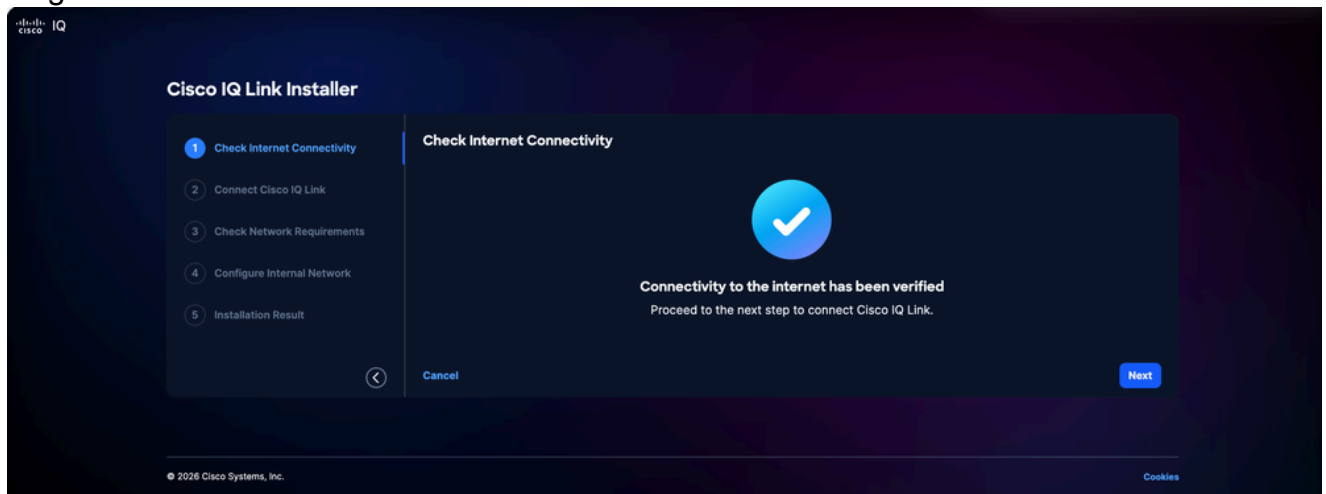 cisco IQ
Cisco IQ Link Installer
1 Check Internet Connectivity
2 Connect Cisco IQ Link
3 Check Network Requirements
4 Configure Internal Network
5 Installation Result
Check Internet Connectivity
Connectivity to the internet has been verified
Proceed to the next step to connect Cisco IQ Link.
Cancel
Next
© 2026 Cisco Systems, Inc.
Cookies